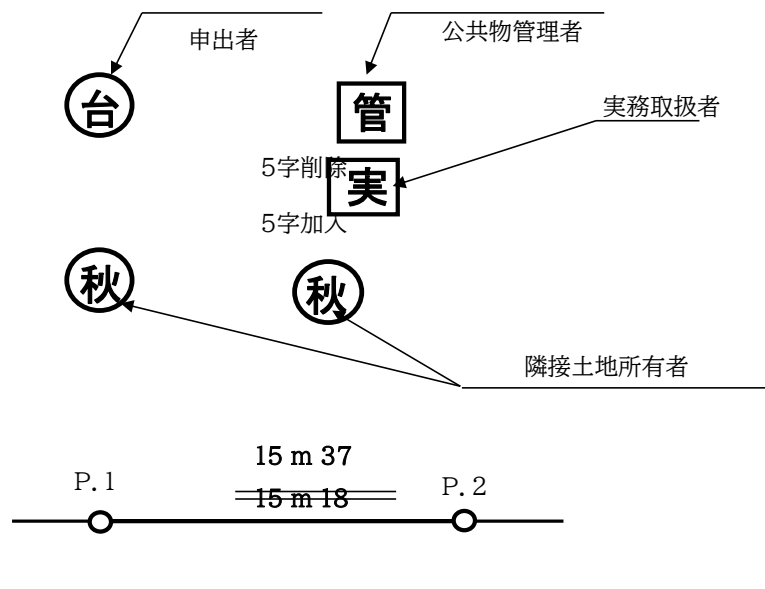 申出者
公共物管理者
台
管
実務取扱者
5字削除
実
5字加入
秋
秋
隣接土地所有者
15 m 37
P. 1
P. 2
15 m 18